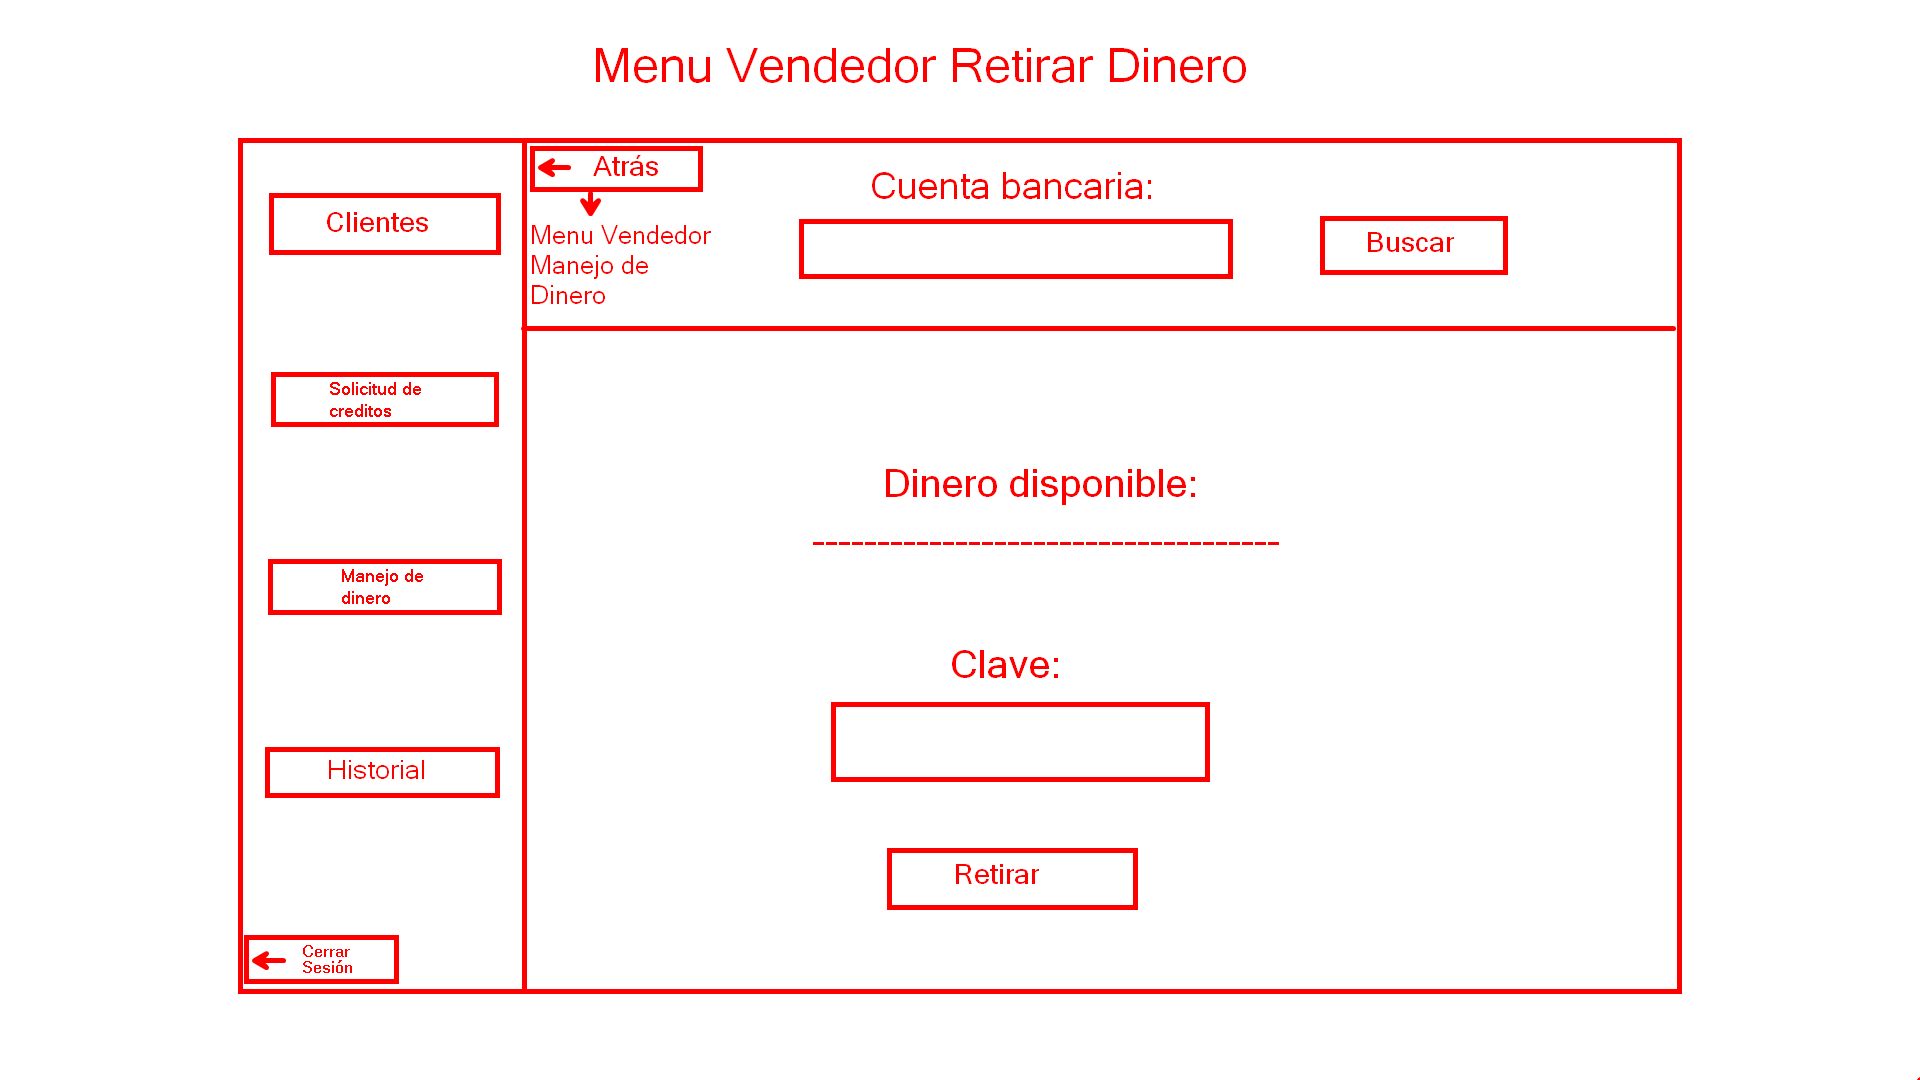 Menu Vendedor Retirar Dinero
Clientes
Solicitud de
creditos
Manejo de
dinero
Historial
Cerrar
Sesión
Atrás
Menu Vendedor
Manejo de
Dinero
Cuenta bancaria:
Buscar
Dinero disponible:
------------------------------------
Clave:
Retirar